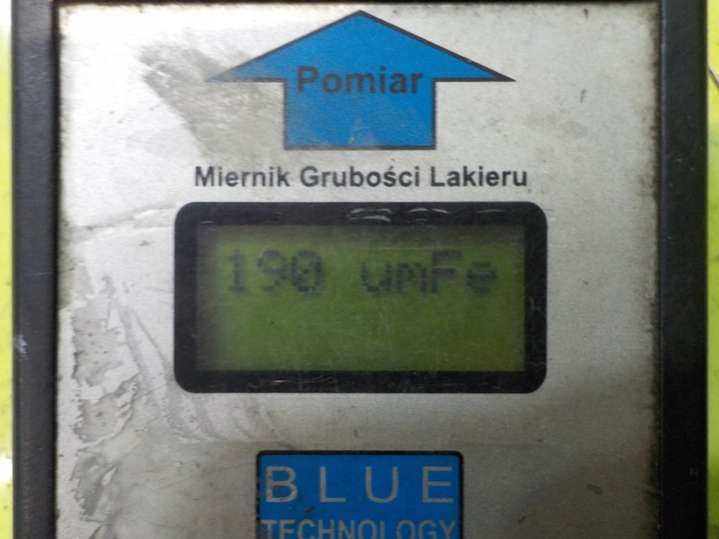 Pomiar
Miernik Grubości Lakieru
190 umFe
BLUE
TECHNOLOGY